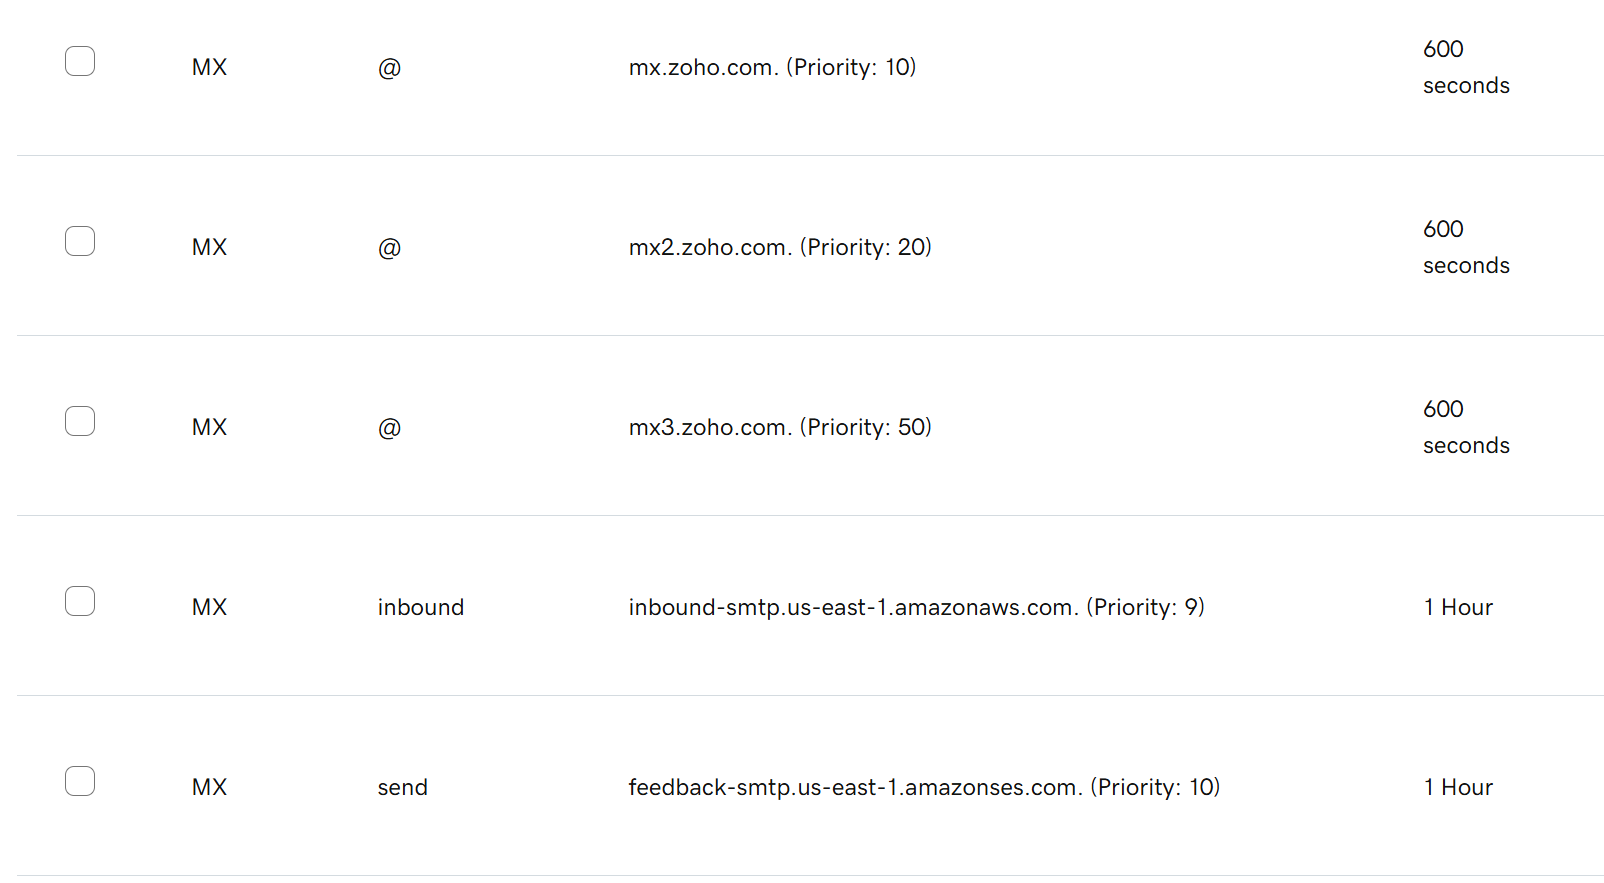 MX @ mx.zoho.com. (Priority: 10) 600 seconds
MX @ mx2.zoho.com. (Priority: 20) 600 seconds
MX @ mx3.zoho.com. (Priority: 50) 600 seconds
MX inbound inbound-smtp.us-east-1.amazonaws.com. (Priority: 9) 1 Hour
MX send feedback-smtp.us-east-1.amazonses.com. (Priority: 10) 1 Hour